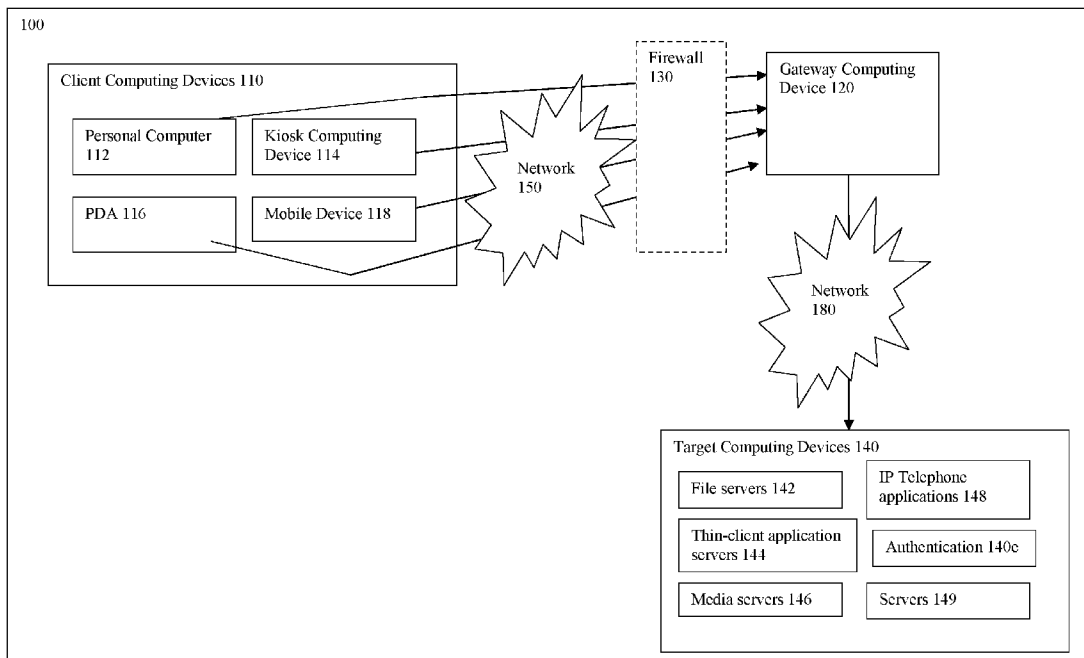 100
Client Computing Devices 110
Personal Computer
112
Kiosk Computing
Device 114
PDA 116
Mobile Device 118
Network
150
Firewall
130
Gateway Computing
Device 120
Network
180
Target Computing Devices 140
File servers 142
IP Telephone
applications 148
Thin-client application
servers 144
Authentication 140e
Media servers 146
Servers 149